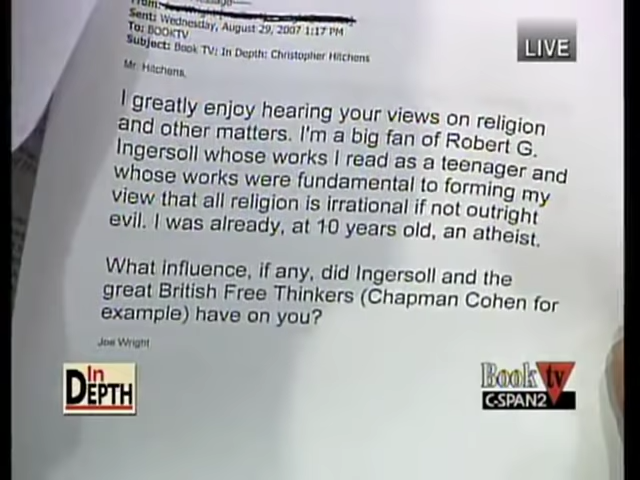 From:
Sent: Wednesday, August 29, 2007 1:17 PM
To: BOOKTV
Subject: Book TV: In Depth: Christopher Hitchens
LIVE
Mr. Hitchens,
I greatly enjoy hearing your views on religion
and other matters. I'm a big fan of Robert G.
Ingersoll whose works I read as a teenager and
whose works were fundamental to forming my
view that all religion is irrational if not outright
evil. I was already, at 10 years old, an atheist.
What influence, if any, did Ingersoll and the
great British Free Thinkers (Chapman Cohen for
example) have on you?
Joe Wright
In
DEPTH
Book tv
C-SPAN2